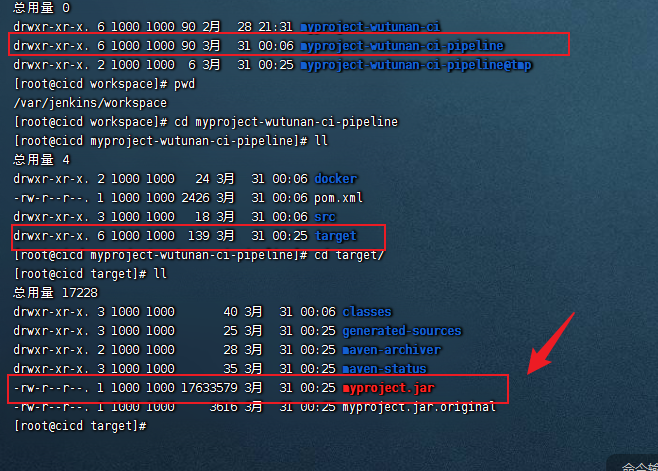 总用量 0
drwxr-xr-x. 6 1000 1000 90 2月  28 21:31 myproject-wutunan-ci
drwxr-xr-x. 6 1000 1000 90 3月  31 00:06 myproject-wutunan-ci-pipeline
drwxr-xr-x. 2 1000 1000  6 3月  31 00:25 myproject-wutunan-ci-pipeline@tmp
[root@cicd workspace]# pwd
/var/jenkins/workspace
[root@cicd workspace]# cd myproject-wutunan-ci-pipeline
[root@cicd myproject-wutunan-ci-pipeline]# ll
总用量 4
drwxr-xr-x. 2 1000 1000   24 3月  31 00:06 docker
-rw-r--r--. 1 1000 1000 2426 3月  31 00:06 pom.xml
drwxr-xr-x. 3 1000 1000   18 3月  31 00:06 src
drwxr-xr-x. 6 1000 1000  139 3月  31 00:25 target
[root@cicd myproject-wutunan-ci-pipeline]# cd target/
[root@cicd target]# ll
总用量 17228
drwxr-xr-x. 3 1000 1000       40 3月  31 00:06 classes
drwxr-xr-x. 3 1000 1000       25 3月  31 00:25 generated-sources
drwxr-xr-x. 2 1000 1000       28 3月  31 00:25 maven-archiver
drwxr-xr-x. 3 1000 1000       35 3月  31 00:25 maven-status
-rw-r--r--. 1 1000 1000 17633579 3月  31 00:25 myproject.jar
-rw-r--r--. 1 1000 1000     3616 3月  31 00:25 myproject.jar.original
[root@cicd target]#